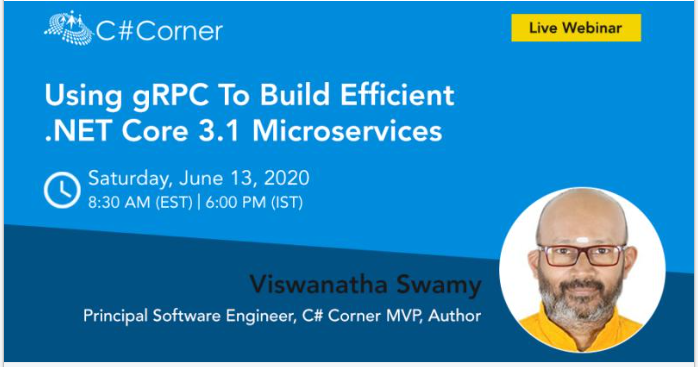 C#Corner
Live Webinar
Using gRPC To Build Efficient
.NET Core 3.1 Microservices
Saturday, June 13, 2020
8:30 AM (EST) | 6:00 PM (IST)
Viswanatha Swamy
Principal Software Engineer, C# Corner MVP, Author